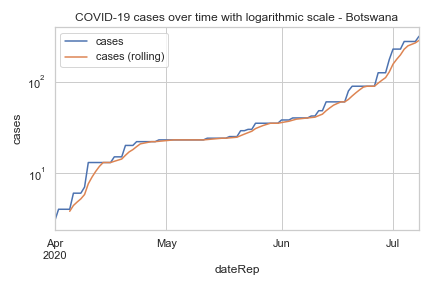 COVID-19 cases over time with logarithmic scale - Botswana
cases
cases (rolling)
10²
10¹
cases
Apr
2020
May
Jun
Jul
dateRep